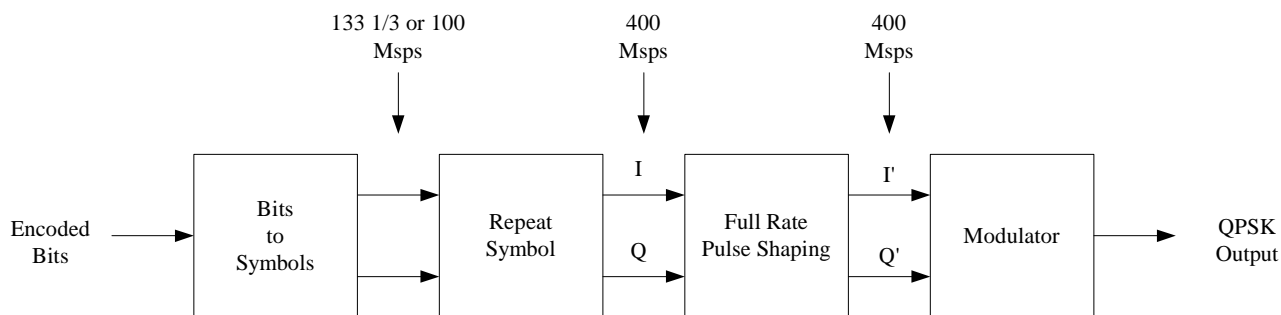 133 1/3 or 100
Msps
400
Msps
400
Msps
Encoded
Bits
Bits
to
Symbols
Repeat
Symbol
I
Q
Full Rate
Pulse Shaping
I'
Q'
Modulator
QPSK
Output